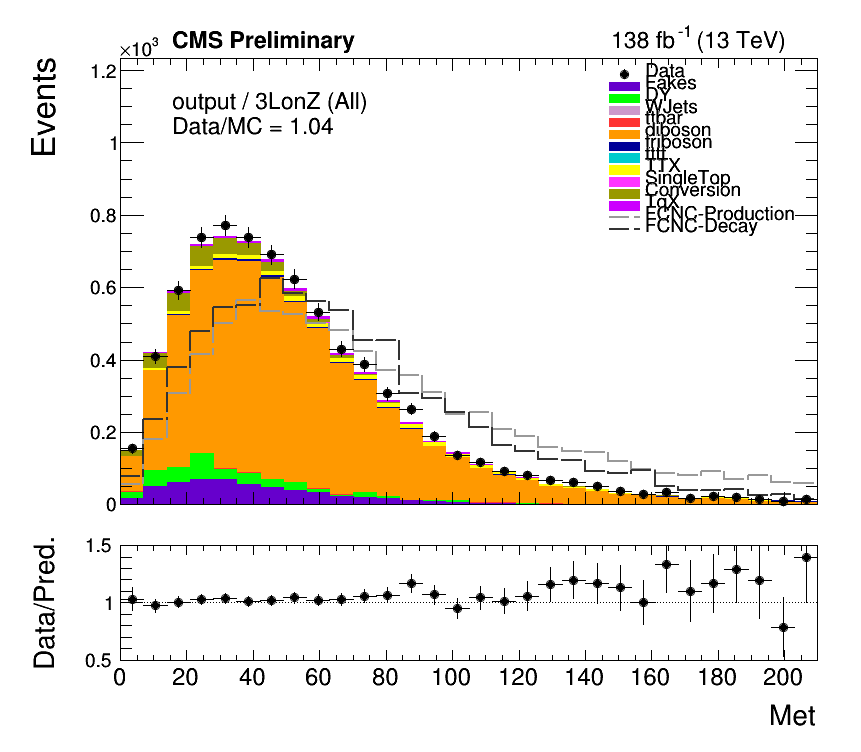 ×10³ CMS Preliminary 138 fb⁻¹ (13 TeV)
Events
1.2
1
0.8
0.6
0.4
0.2
0
output / 3LonZ (All)
Data/MC = 1.04
Data
Fakes
DY
WJets
ttbar
diboson
triboson
tttt
TTX
SingleTop
Conversion
TqX
FCNC-Production
FCNC-Decay
Data/Pred.
1.5
1
0.5
0 20 40 60 80 100 120 140 160 180 200
Met